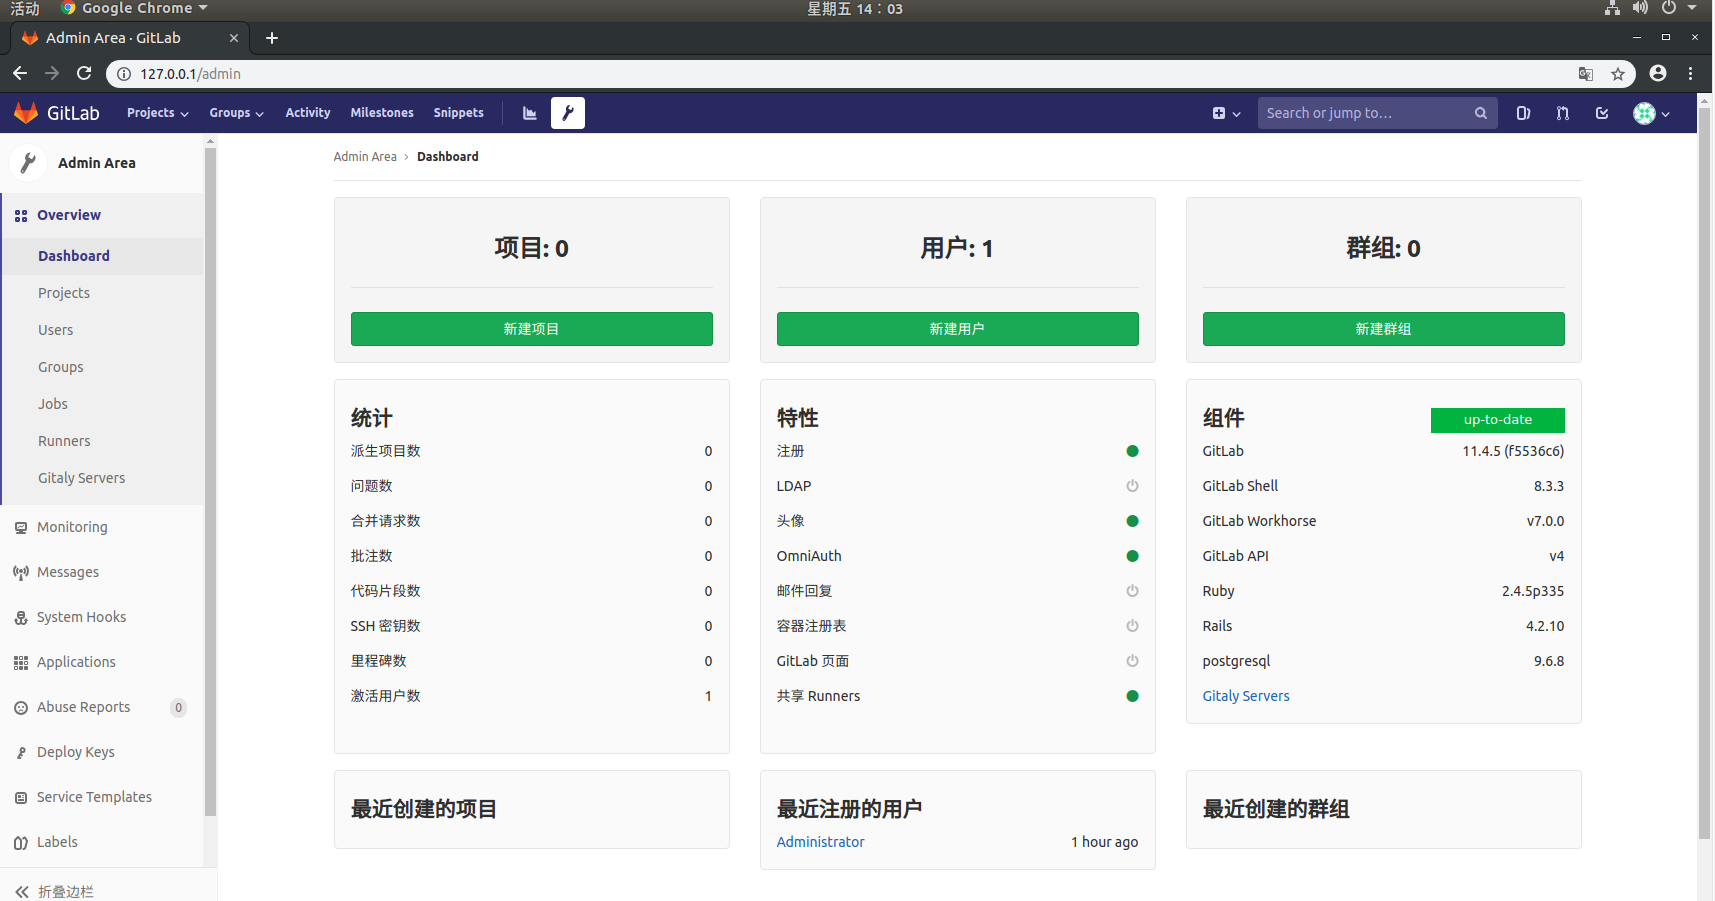 活动
Google Chrome
星期五 14：03
Admin Area · GitLab
127.0.0.1/admin
GitLab
Projects
Groups
Activity
Milestones
Snippets
Search or jump to…
Admin Area
Overview
Dashboard
Projects
Users
Groups
Jobs
Runners
Gitaly Servers
Monitoring
Messages
System Hooks
Applications
Abuse Reports 0
Deploy Keys
Service Templates
Labels
折叠边栏
Admin Area › Dashboard
项目: 0
新建项目
用户: 1
新建用户
群组: 0
新建群组
统计
派生项目数 0
问题数 0
合并请求数 0
批注数 0
代码片段数 0
SSH 密钥数 0
里程碑数 0
激活用户数 1
特性
注册
LDAP
头像
OmniAuth
邮件回复
容器注册表
GitLab 页面
共享 Runners
组件 up-to-date
GitLab 11.4.5 (f5536c6)
GitLab Shell 8.3.3
GitLab Workhorse v7.0.0
GitLab API v4
Ruby 2.4.5p335
Rails 4.2.10
postgresql 9.6.8
Gitaly Servers
最近创建的项目
最近注册的用户
Administrator 1 hour ago
最近创建的群组